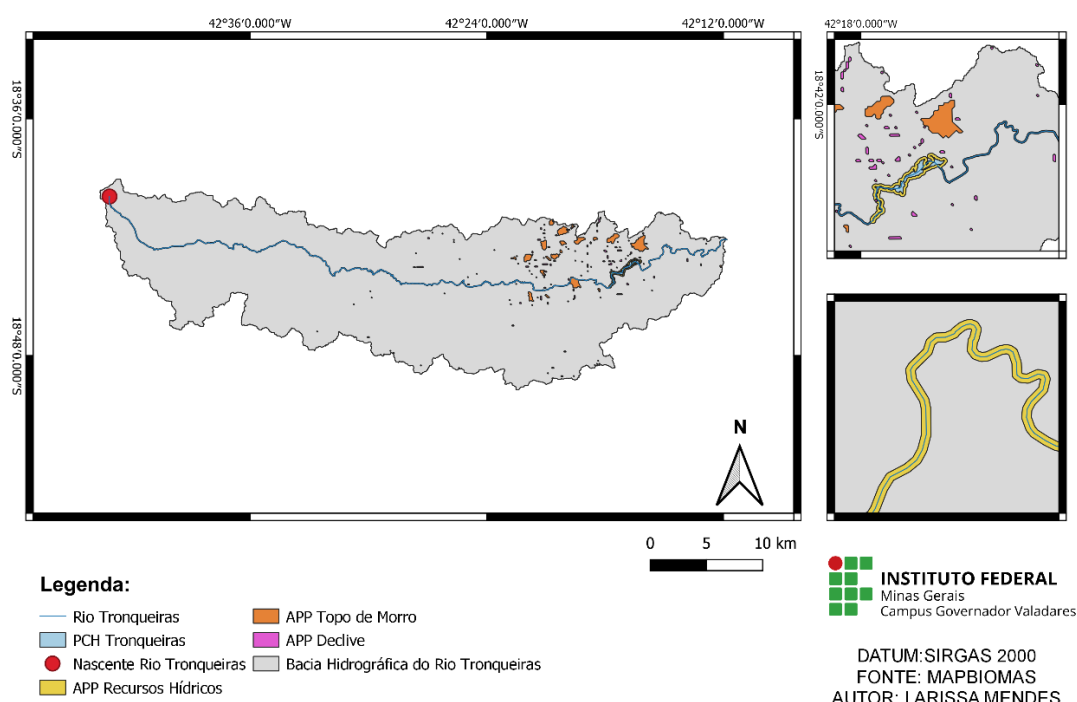 42°36'0.000"W
42°24'0.000"W
42°12'0.000"W
42°18'0.000"W
18°36'0.000"S
18°48'0.000"S
18°42'0.000"S
N
0 5 10 km
Legenda:
Rio Tronqueiras
PCH Tronqueiras
Nascente Rio Tronqueiras
APP Recursos Hídricos
APP Topo de Morro
APP Declive
Bacia Hidrográfica do Rio Tronqueiras
INSTITUTO FEDERAL
Minas Gerais
Campus Governador Valadares
DATUM:SIRGAS 2000
FONTE: MAPBIOMAS
AUTOR: LARISSA MENDES